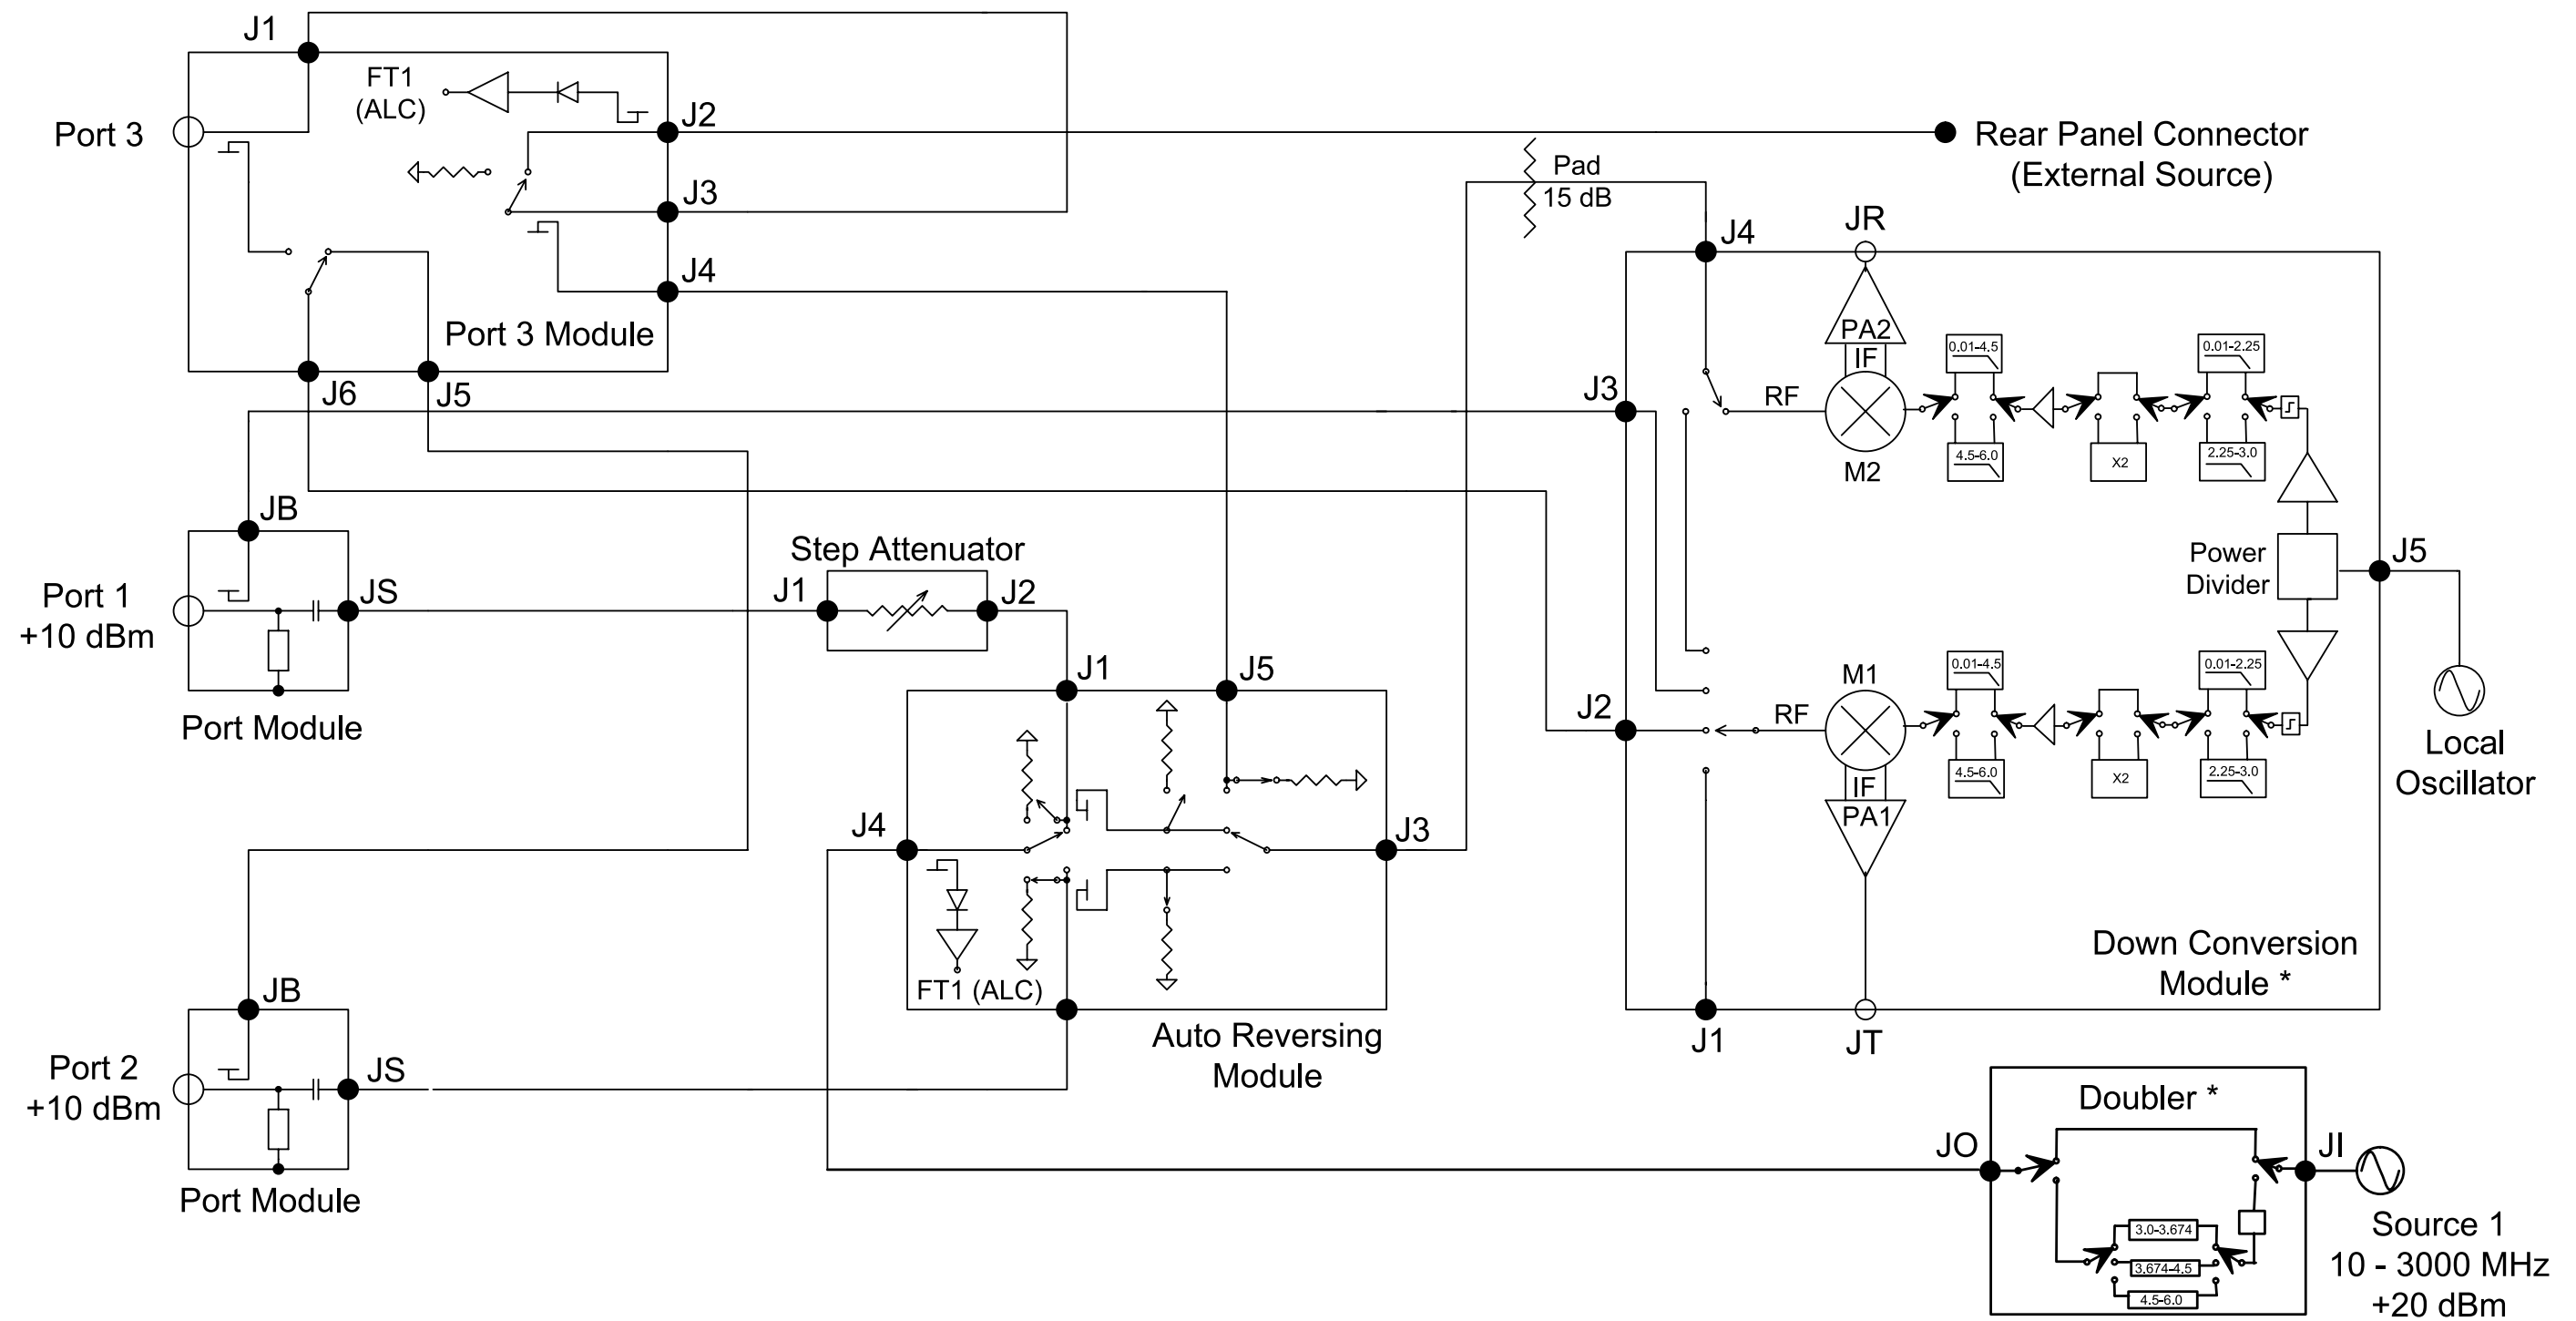 J1
FT1
(ALC)
J2
Port 3
Rear Panel Connector
(External Source)
Pad
15 dB
J3
J4
Port 3 Module
J6
J5
J4
JR
PA2
IF
RF
M2
0.01-4.5
0.01-2.25
4.5-6.0
X2
2.25-3.0
J3
JB
Port 1
+10 dBm
JS
Port Module
Step Attenuator
J1
J2
Power
Divider
J5
J1
J5
J2
M1
RF
IF
PA1
0.01-4.5
0.01-2.25
4.5-6.0
X2
2.25-3.0
Local
Oscillator
J4
J3
FT1 (ALC)
Auto Reversing
Module
Down Conversion
Module *
J1
JT
JB
Port 2
+10 dBm
JS
Port Module
Doubler *
JO
JI
3.0-3.674
3.674-4.5
4.5-6.0
Source 1
10 - 3000 MHz
+20 dBm